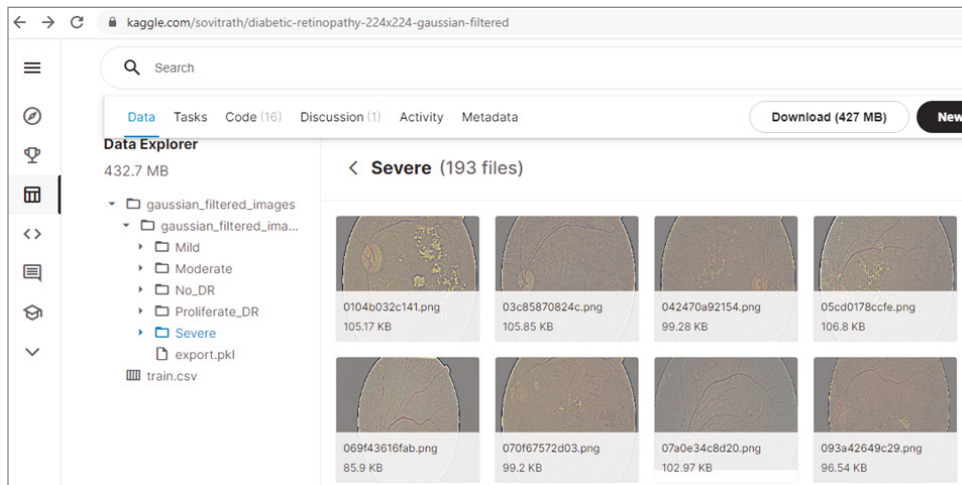 kaggle.com/sovitrath/diabetic-retinopathy-224x224-gaussian-filtered
Search
Data Tasks Code (16) Discussion (1) Activity Metadata Download (427 MB) New
Data Explorer
432.7 MB
< Severe (193 files)
gaussian_filtered_images
gaussian_filtered_ima...
Mild
Moderate
No_DR
Proliferate_DR
Severe
export.pkl
train.csv
0104b032c141.png 03c85870824c.png 042470a92154.png 05cd0178ccfe.png
105.17 KB 105.85 KB 99.28 KB 106.8 KB
069f43616fab.png 070f67572d03.png 07a0e34c8d20.png 093a42649c29.png
85.9 KB 99.2 KB 102.97 KB 96.54 KB